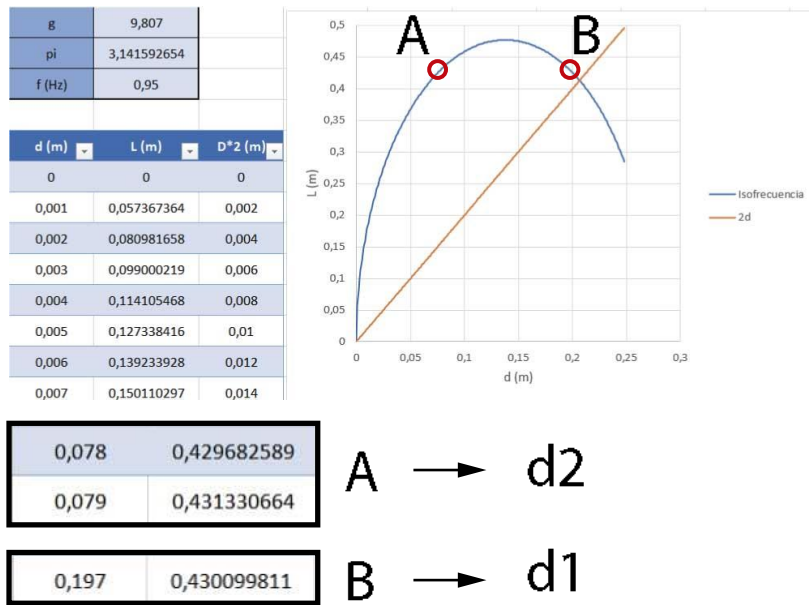 g 9,807
pi 3,141592654
f (Hz) 0,95
d (m) L (m) D*2 (m)
0 0 0
0,001 0,057367364 0,002
0,002 0,080981658 0,004
0,003 0,099000219 0,006
0,004 0,114105468 0,008
0,005 0,127338416 0,01
0,006 0,139233928 0,012
0,007 0,150110297 0,014
A B
0,5
0,45
0,4
0,35
0,3
0,25
0,2
0,15
0,1
0,05
0
L (m)
0 0,05 0,1 0,15 0,2 0,25 0,3
d (m)
Isofrecuencia
2d
0,078 0,429682589
0,079 0,431330664
A d2
0,197 0,430099811 B d1